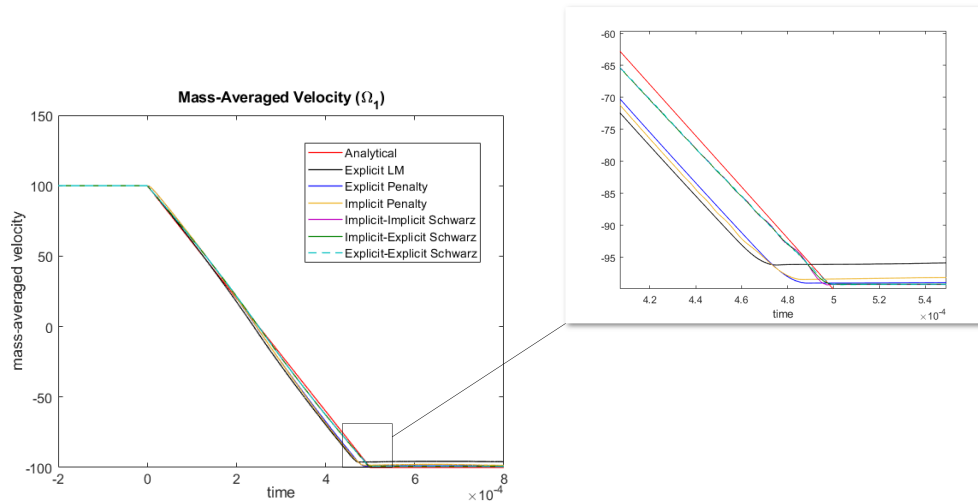 Mass-Averaged Velocity (Ω1)
150
100
50
0
-50
-100
mass-averaged velocity
-2
0
2
4
6
8
time
×10-4
Analytical
Explicit LM
Explicit Penalty
Implicit Penalty
Implicit-Implicit Schwarz
Implicit-Explicit Schwarz
Explicit-Explicit Schwarz
-60
-65
-70
-75
-80
-85
-90
-95
4.2
4.4
4.6
4.8
5
5.2
5.4
time
×10-4